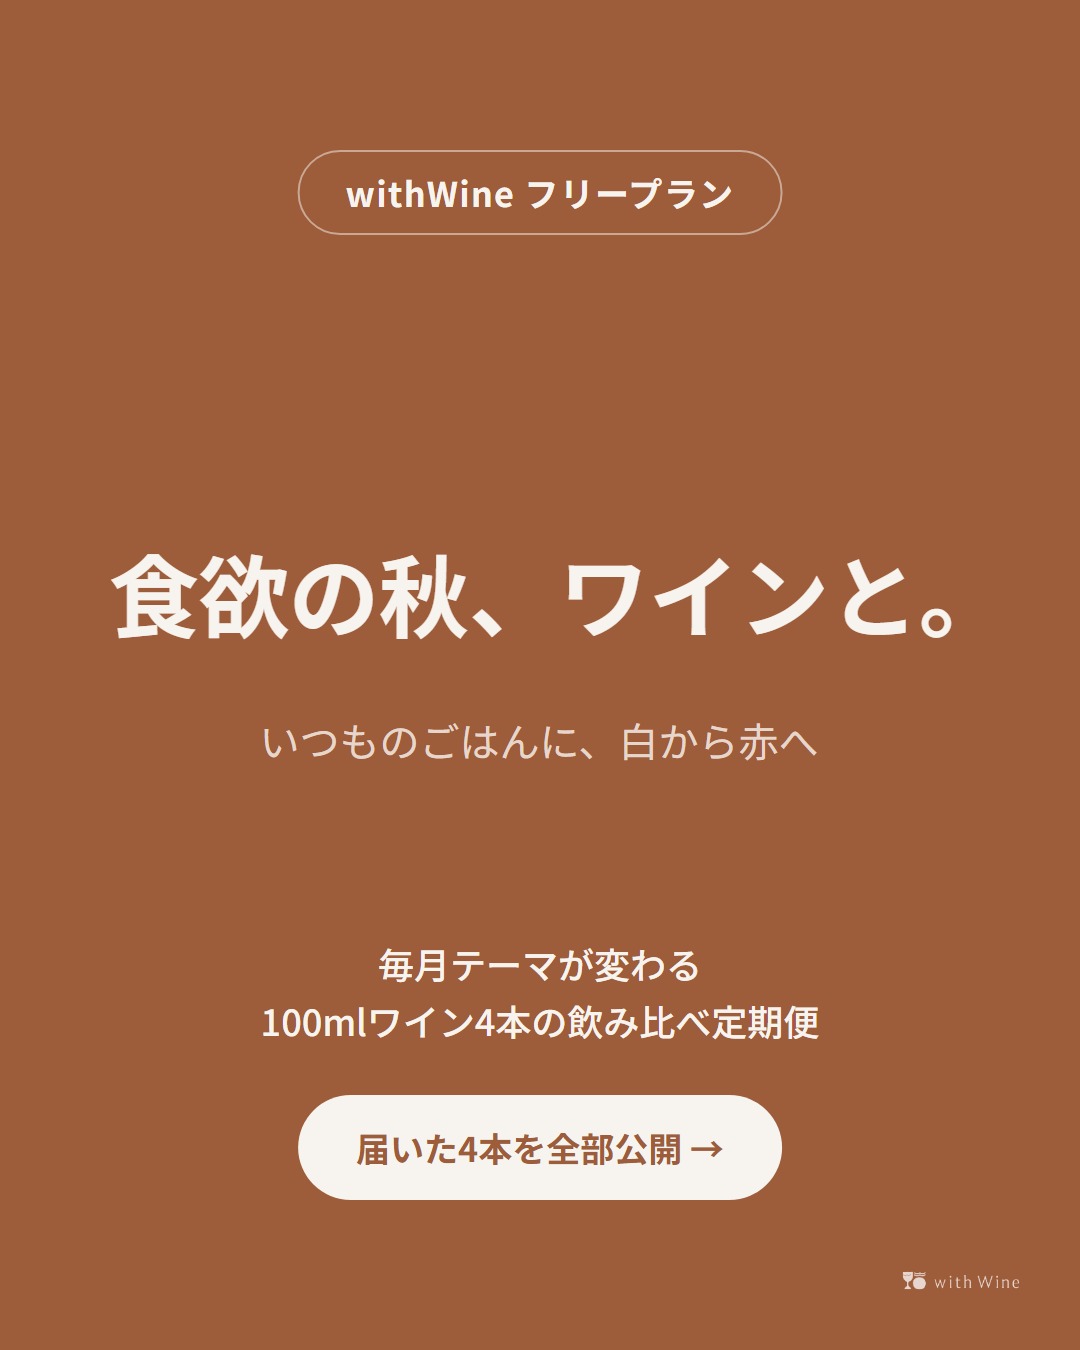 withWine フリープラン
食欲の秋、ワインと。
いつものごはんに、白から赤へ
毎月テーマが変わる
100mlワイン4本の飲み比べ定期便
届いた4本を全部公開 →
with Wine